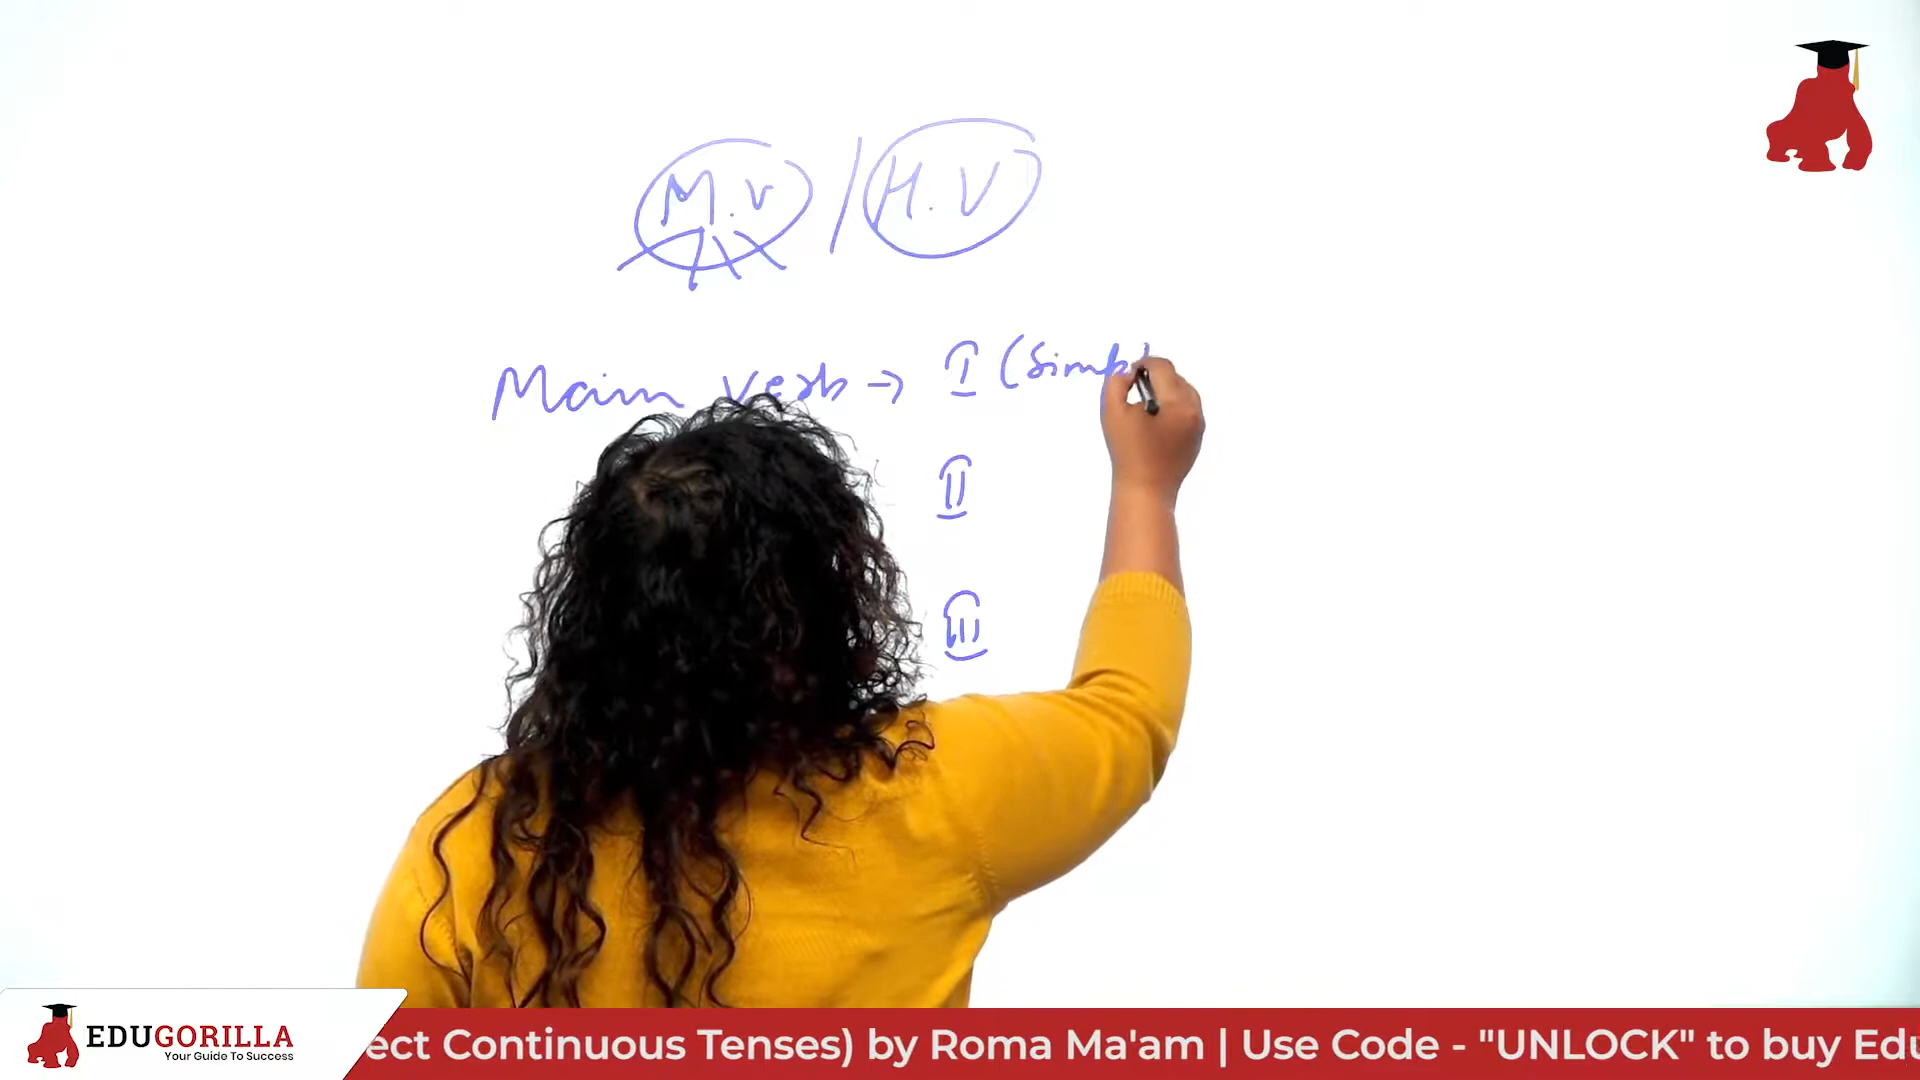 M.V / H.V
Main verb → I (Simpl
II
III
EDUGORILLA
Your Guide To Success
ect Continuous Tenses) by Roma Ma'am | Use Code - "UNLOCK" to buy Edu